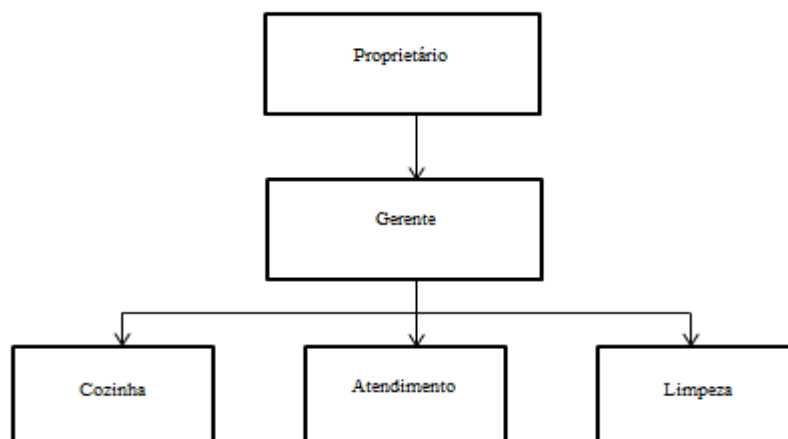 Proprietário
Gerente
Cozinha
Atendimento
Limpeza